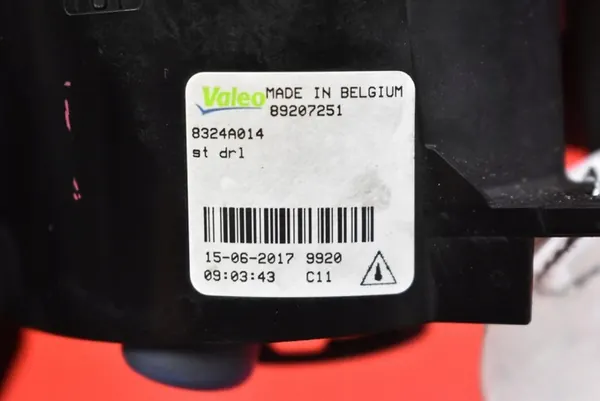 Valeo MADE IN BELGIUM
89207251
8324A014
st drl
15-06-2017 9920
09:03:43 C11